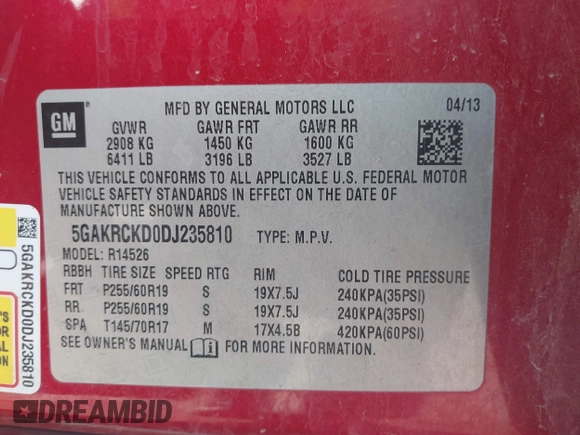 MFD BY GENERAL MOTORS LLC 04/13
GM
GVWR GAWR FRT GAWR RR
2908 KG 1450 KG 1600 KG
6411 LB 3196 LB 3527 LB
THIS VEHICLE CONFORMS TO ALL APPLICABLE U.S. FEDERAL MOTOR
VEHICLE SAFETY STANDARDS IN EFFECT ON THE DATE OF
MANUFACTURE SHOWN ABOVE.
5GAKRCKD0DJ235810 TYPE: M.P.V.
MODEL: R14526
RBBH TIRE SIZE SPEED RTG RIM COLD TIRE PRESSURE
FRT P255/60R19 S 19X7.5J 240KPA(35PSI)
RR P255/60R19 S 19X7.5J 240KPA(35PSI)
SPA T145/70R17 M 17X4.5B 420KPA(60PSI)
SEE OWNER'S MANUAL FOR MORE INFORMATION.
5GAKRCKD0DJ235810
'S
OR
AL
ON
DREAMBID